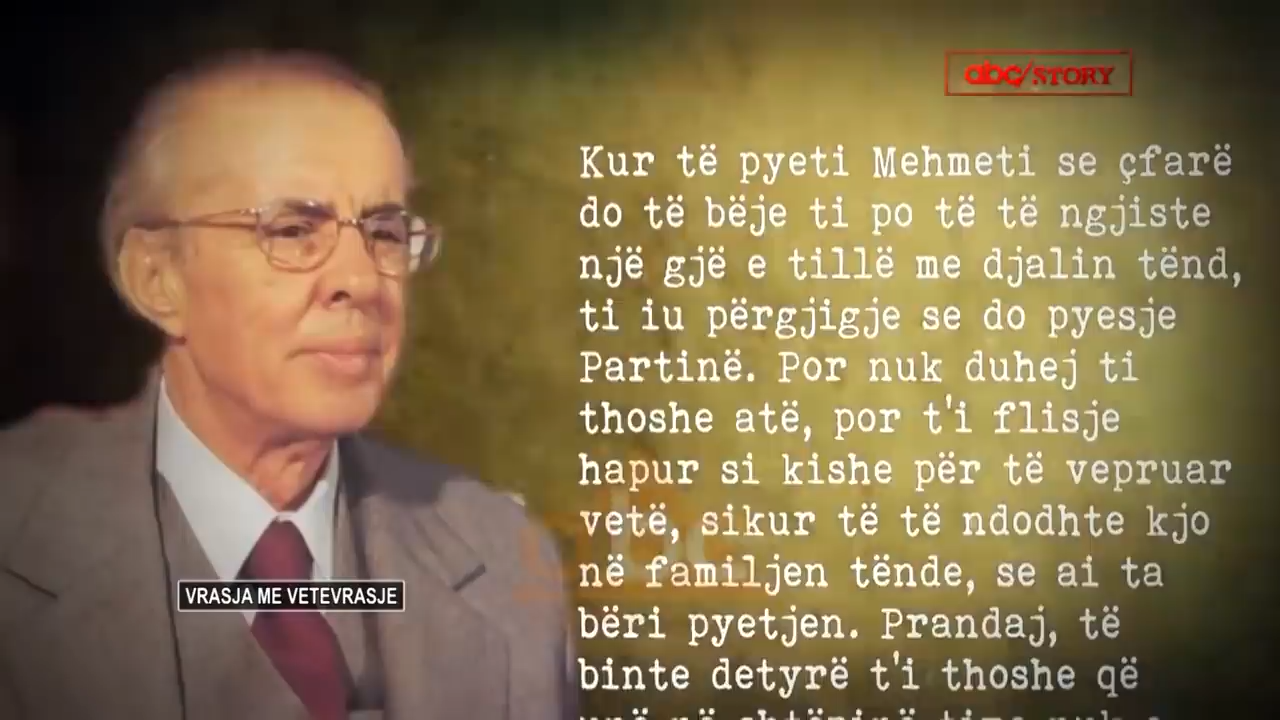 abc/STORY
Kur të pyeti Mehmeti se çfarë
do të bëje ti po të të ngjiste
një gjë e tillë me djalin tënd,
ti iu përgjigje se do pyesje
Partinë. Por nuk duhej ti
thoshe atë, por t'i flisje
hapur si kishe për të vepruar
vetë, sikur të të ndodhte kjo
në familjen tënde, se ai ta
bëri pyetjen. Prandaj, të
binte detyrë t'i thoshe që
VRASJA ME VETEVRASJE